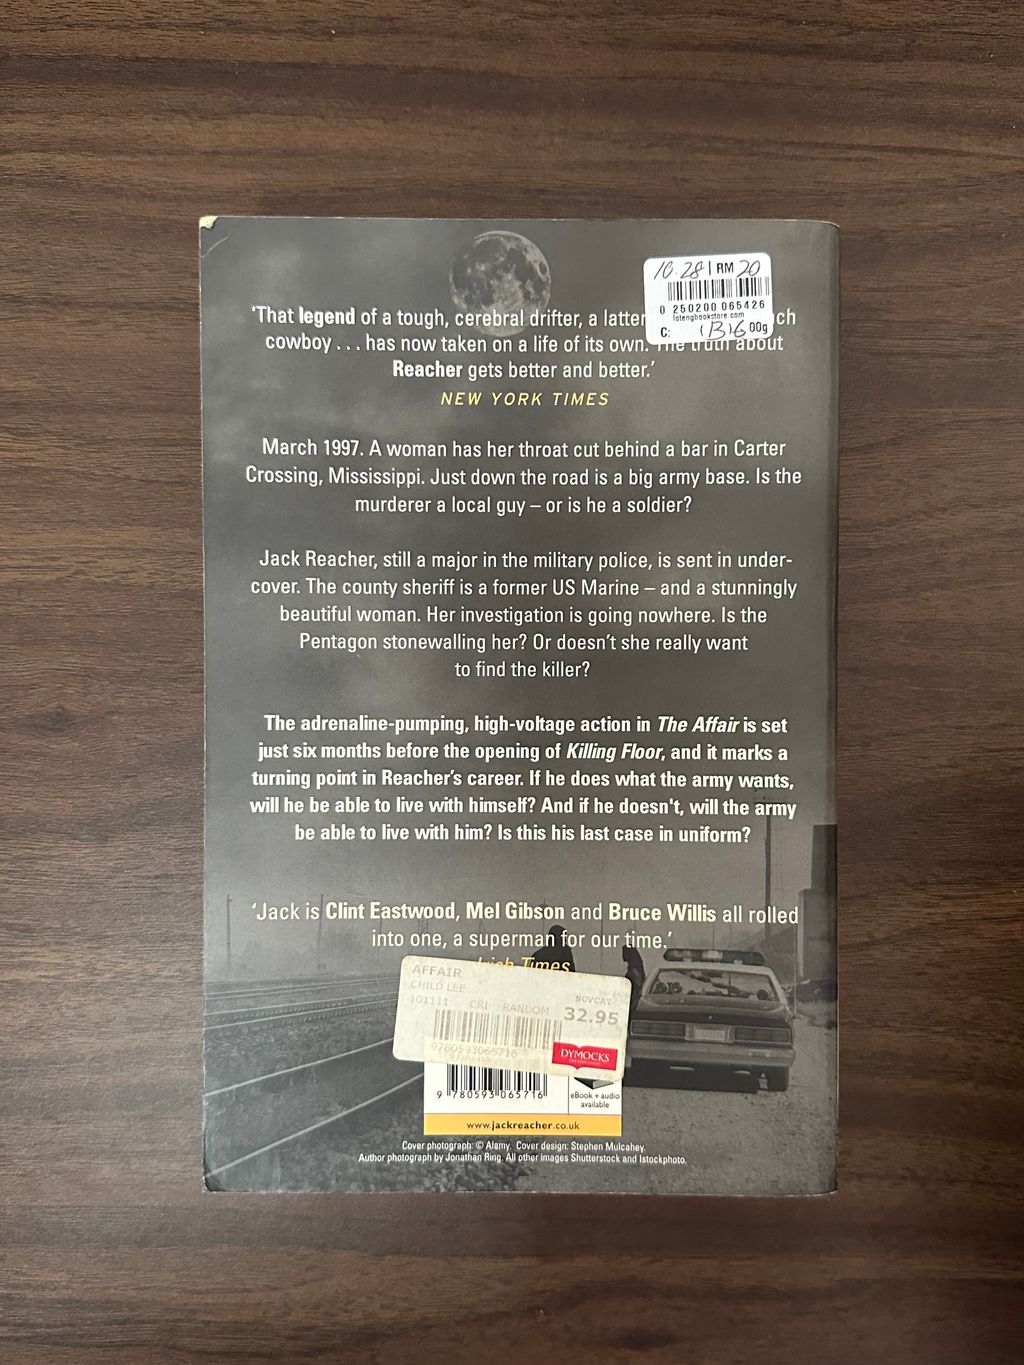 10.28 | RM 20
0 250200 065426
lotengbookstore.com
C: (B)6 00g
'That legend of a tough, cerebral drifter, a latter
cowboy . . . has now taken on a life of its own. The truth about
Reacher gets better and better.'
NEW YORK TIMES
March 1997. A woman has her throat cut behind a bar in Carter
Crossing, Mississippi. Just down the road is a big army base. Is the
murderer a local guy – or is he a soldier?
Jack Reacher, still a major in the military police, is sent in under-
cover. The county sheriff is a former US Marine – and a stunningly
beautiful woman. Her investigation is going nowhere. Is the
Pentagon stonewalling her? Or doesn't she really want
to find the killer?
The adrenaline-pumping, high-voltage action in The Affair is set
just six months before the opening of Killing Floor, and it marks a
turning point in Reacher's career. If he does what the army wants,
will he be able to live with himself? And if he doesn't, will the army
be able to live with him? Is this his last case in uniform?
'Jack is Clint Eastwood, Mel Gibson and Bruce Willis all rolled
into one, a superman for our time.'
Irish Times
AFFAIR
CHILD LEE
101111 CRI RANDOM
NOVCAT
32.95
9780593065716
DYMOCKS
9 780593 065716
eBook + audio
available
www.jackreacher.co.uk
Cover photograph: © Alamy. Cover design: Stephen Mulcahey.
Author photograph by Jonathan Ring. All other images Shutterstock and Istockphoto.